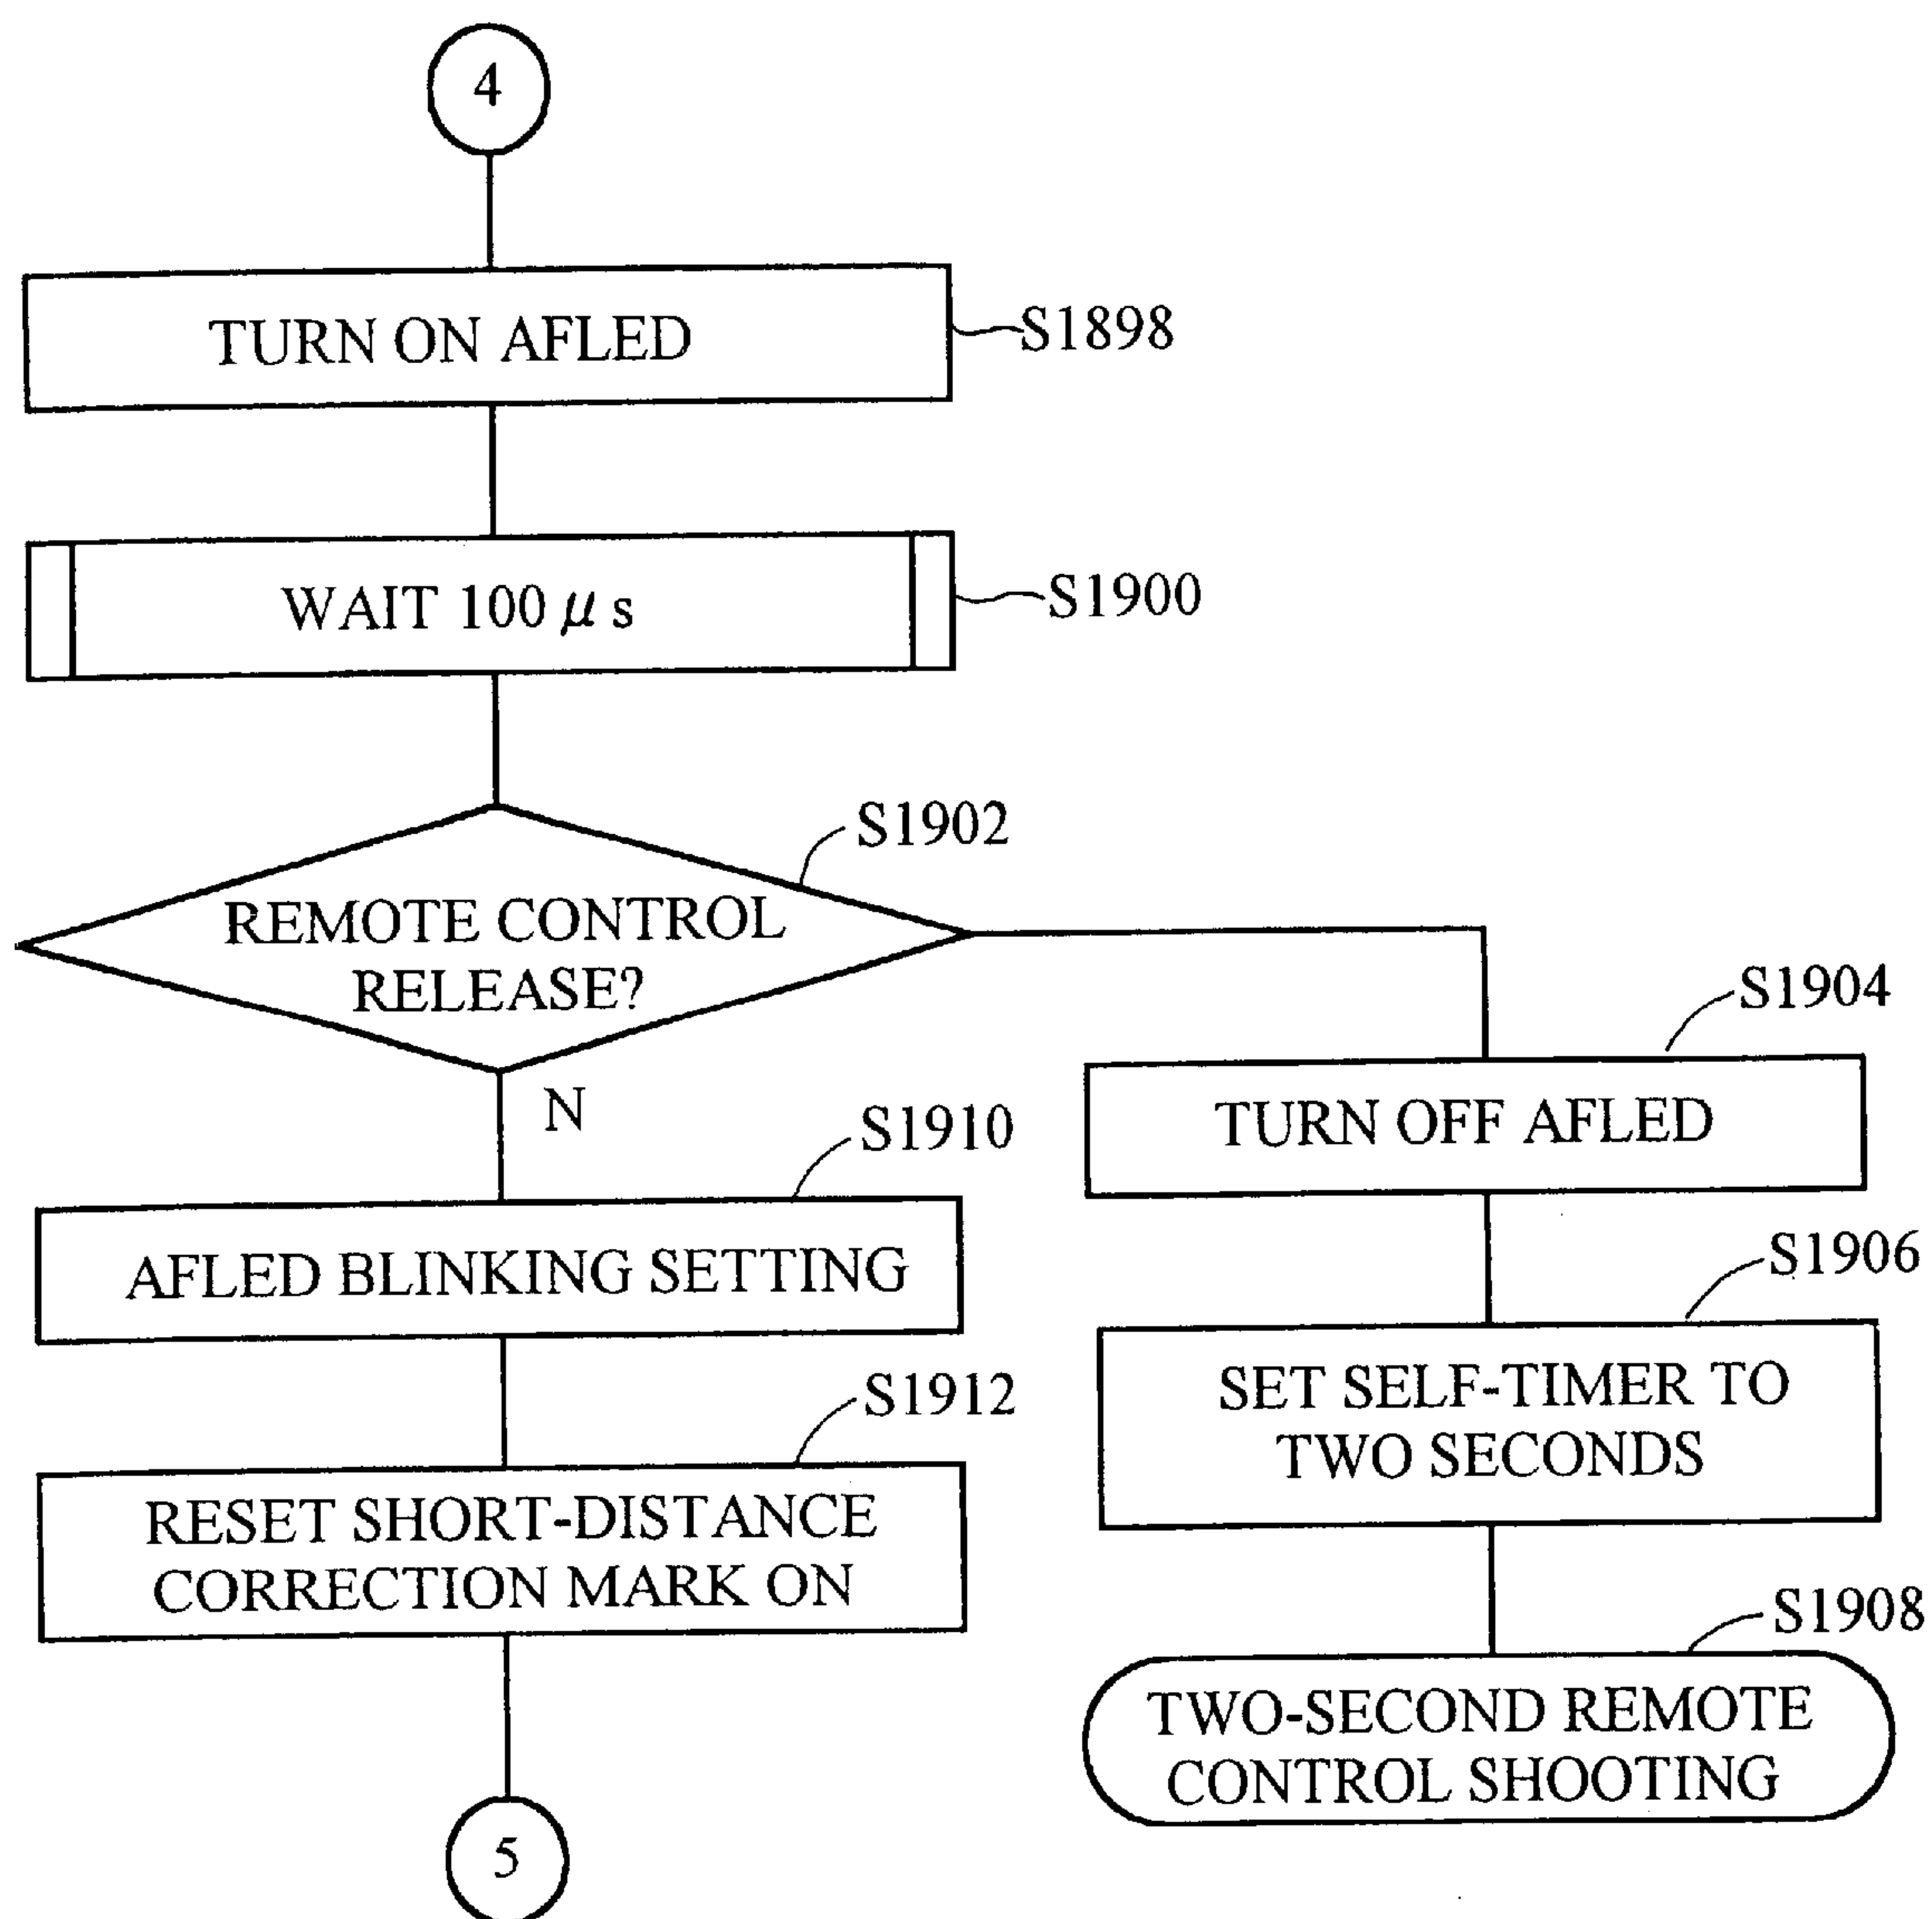 4
TURN ON AFLED
S1898
WAIT 100 μ s
S1900
S1902
REMOTE CONTROL
RELEASE?
N
S1904
TURN OFF AFLED
S1906
SET SELF-TIMER TO
TWO SECONDS
S1908
TWO-SECOND REMOTE
CONTROL SHOOTING
S1910
AFLED BLINKING SETTING
S1912
RESET SHORT-DISTANCE
CORRECTION MARK ON
5